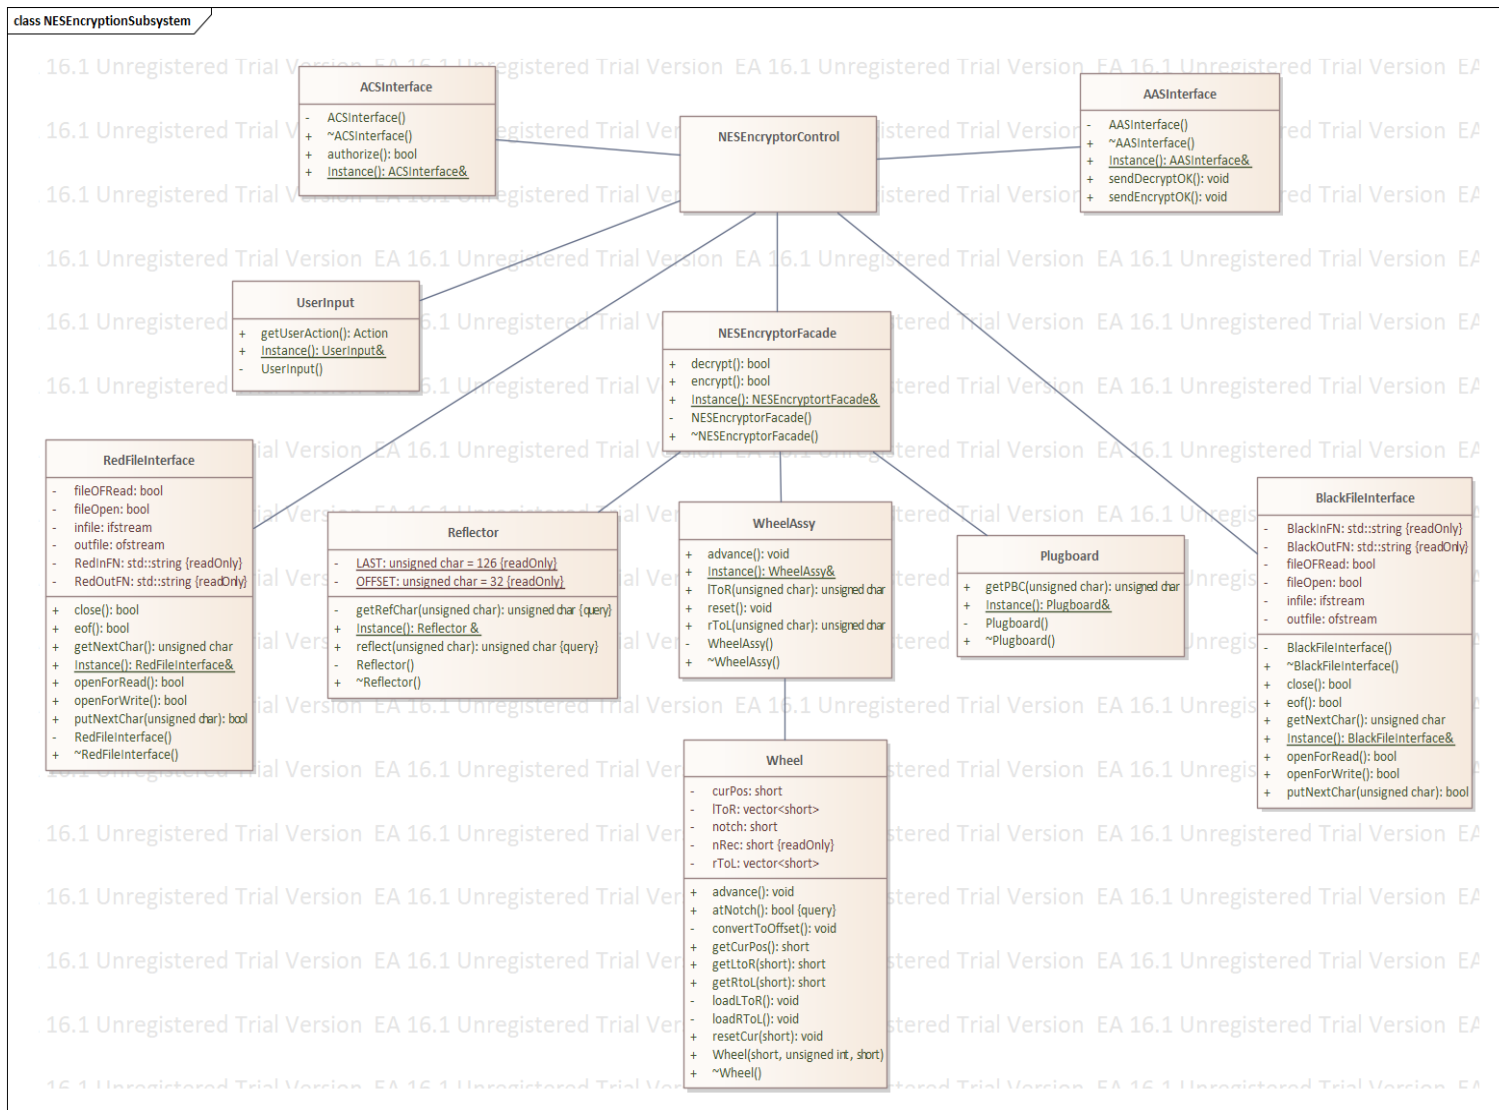 class NESEncryptionSubsystem
ACSInterface
- ACSInterface()
+ ~ACSInterface()
+ authorize(): bool
+ Instance(): ACSInterface&
NESEncryptorControl
AASInterface
- AASInterface()
+ ~AASInterface()
+ Instance(): AASInterface&
+ sendDecryptOK(): void
+ sendEncryptOK(): void
UserInput
+ getUserAction(): Action
+ Instance(): UserInput&
- UserInput()
NESEncryptorFacade
+ decrypt(): bool
+ encrypt(): bool
+ Instance(): NESEncryptortFacade&
- NESEncryptorFacade()
+ ~NESEncryptorFacade()
RedFileInterface
- fileOFRead: bool
- fileOpen: bool
- infile: ifstream
- outfile: ofstream
- RedInFN: std::string {readOnly}
- RedOutFN: std::string {readOnly}
+ close(): bool
+ eof(): bool
+ getNextChar(): unsigned char
+ Instance(): RedFileInterface&
+ openForRead(): bool
+ openForWrite(): bool
+ putNextChar(unsigned char): bool
- RedFileInterface()
+ ~RedFileInterface()
Reflector
- LAST: unsigned char = 126 {readOnly}
- OFFSET: unsigned char = 32 {readOnly}
- getRefChar(unsigned char): unsigned char {query}
+ Instance(): Reflector &
+ reflect(unsigned char): unsigned char {query}
- Reflector()
+ ~Reflector()
WheelAssy
+ advance(): void
+ Instance(): WheelAssy&
+ lToR(unsigned char): unsigned char
+ reset(): void
+ rToL(unsigned char): unsigned char
- WheelAssy()
+ ~WheelAssy()
Plugboard
+ getPBC(unsigned char): unsigned char
+ Instance(): Plugboard&
- Plugboard()
+ ~Plugboard()
BlackFileInterface
- BlackInFN: std::string {readOnly}
- BlackOutFN: std::string {readOnly}
- fileOFRead: bool
- fileOpen: bool
- infile: ifstream
- outfile: ofstream
- BlackFileInterface()
+ ~BlackFileInterface()
+ close(): bool
+ eof(): bool
+ getNextChar(): unsigned char
+ Instance(): BlackFileInterface&
+ openForRead(): bool
+ openForWrite(): bool
+ putNextChar(unsigned char): bool
Wheel
- curPos: short
- lToR: vector<short>
- notch: short
- nRec: short {readOnly}
- rToL: vector<short>
+ advance(): void
+ atNotch(): bool {query}
- convertToOffset(): void
+ getCurPos(): short
+ getLtoR(short): short
+ getRtoL(short): short
- loadLToR(): void
- loadRToL(): void
+ resetCur(short): void
+ Wheel(short, unsigned int, short)
+ ~Wheel()